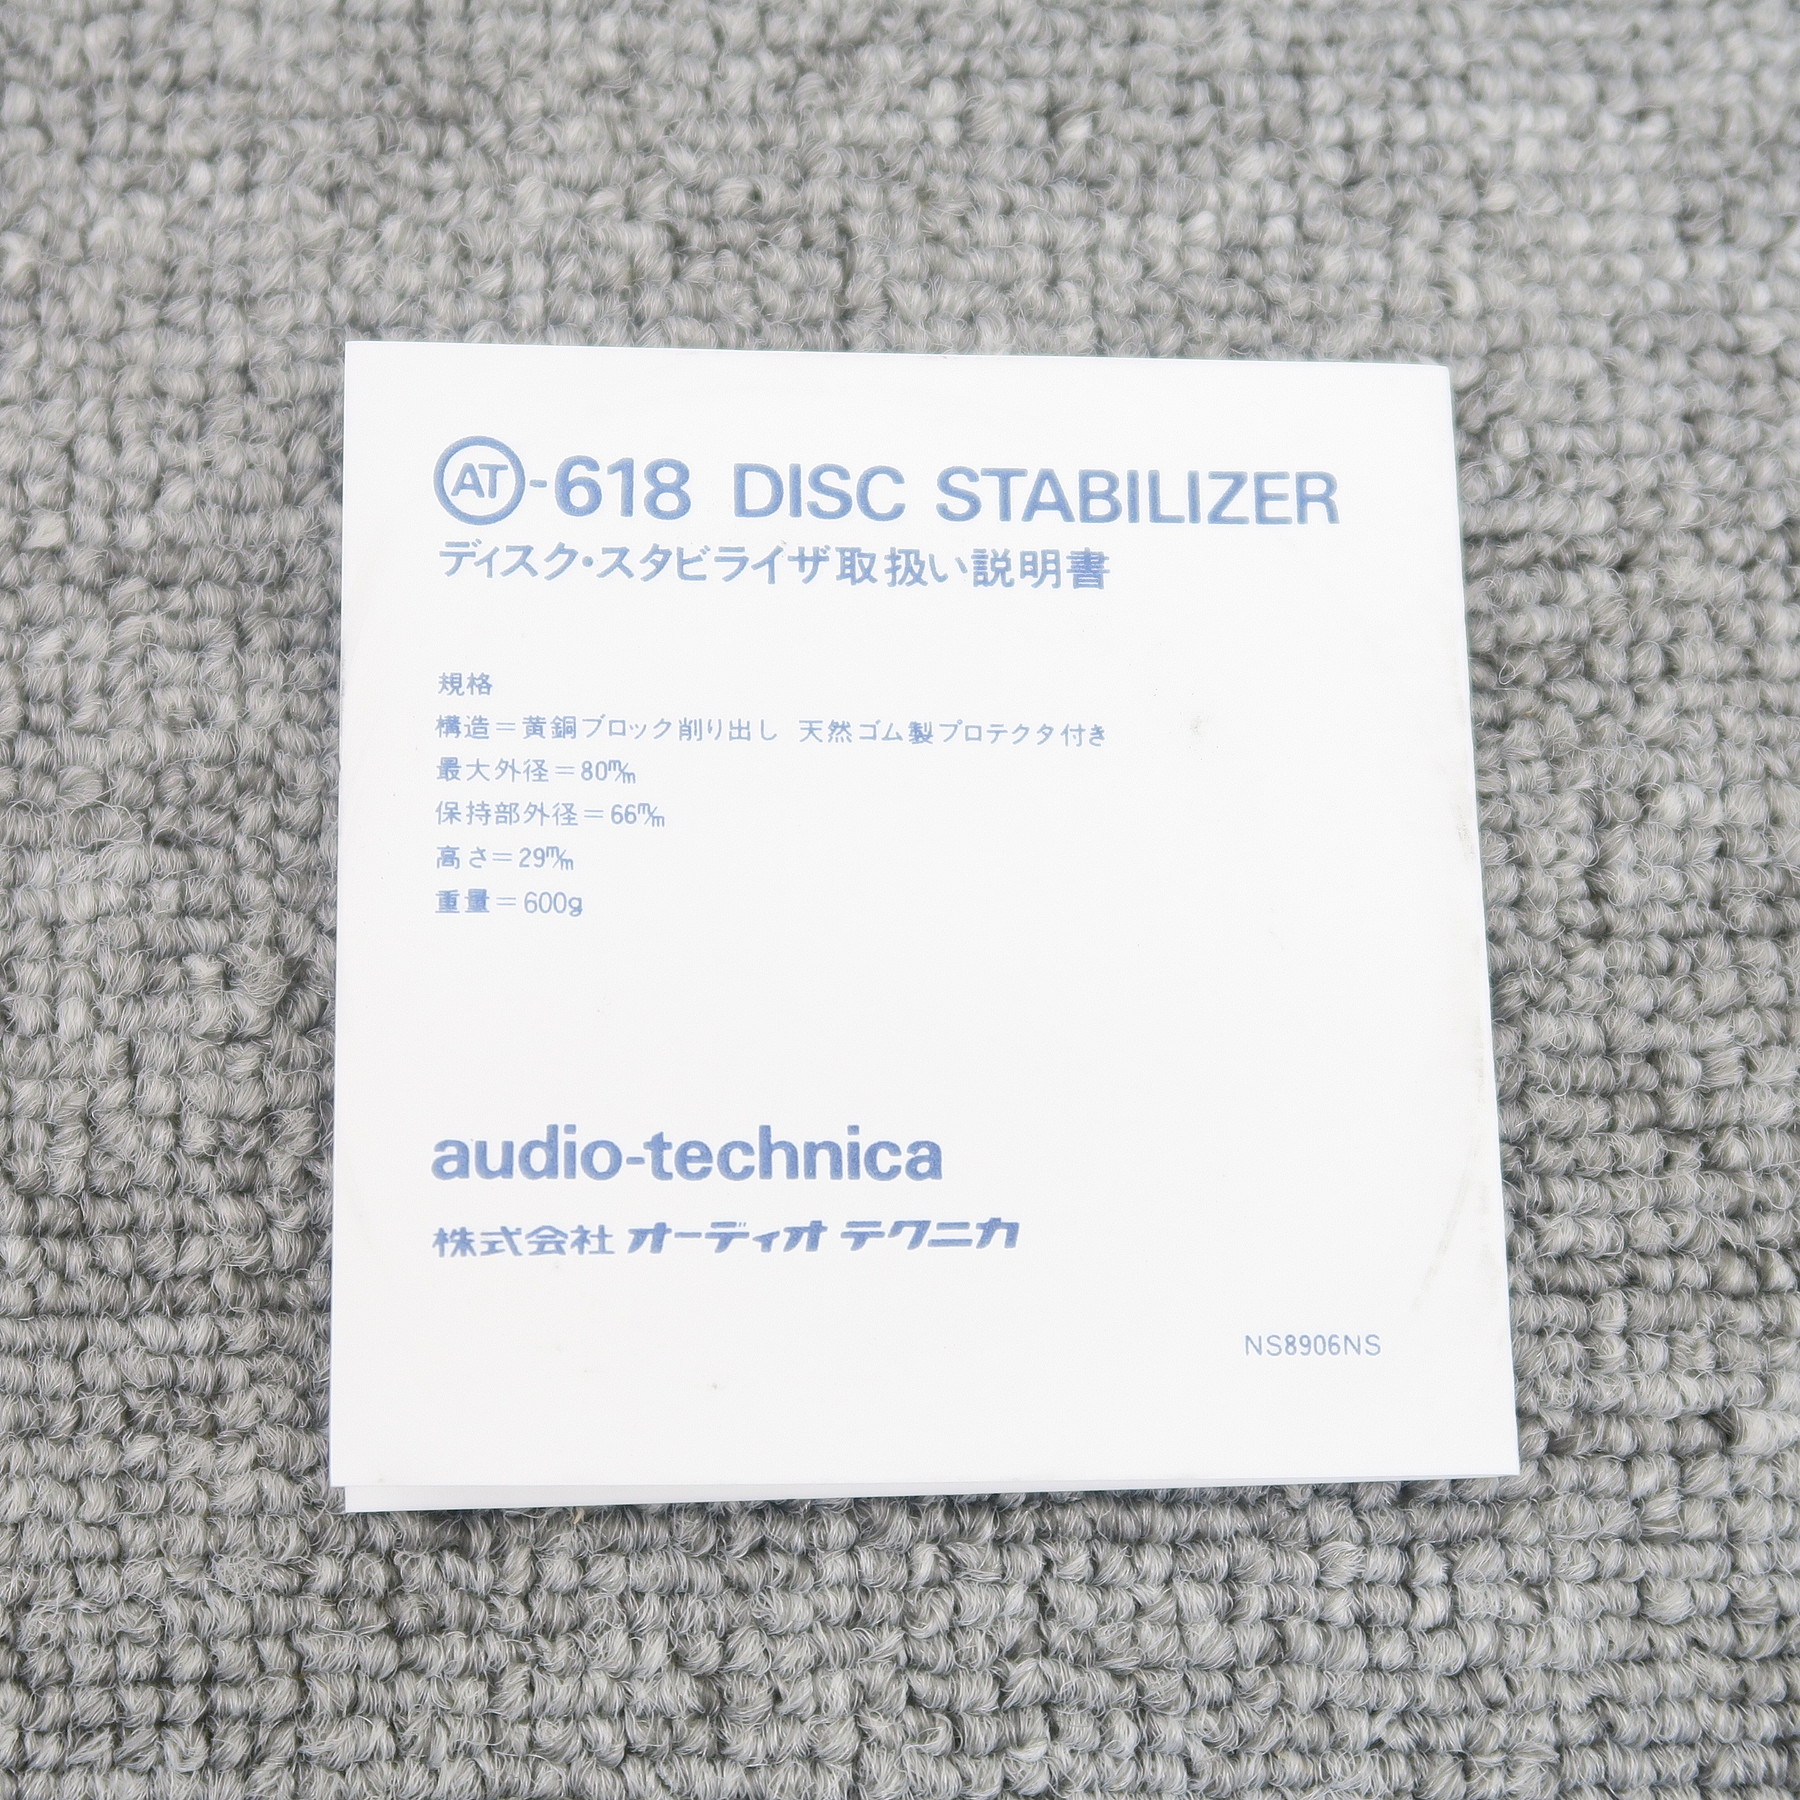 AT-618 DISC STABILIZER
ディスク・スタビライザ取扱い説明書
規格
構造＝黄銅ブロック削り出し 天然ゴム製プロテクタ付き
最大外径＝80m/m
保持部外径＝66m/m
高さ＝29m/m
重量＝600g
audio-technica
株式会社 オーディオ テクニカ
NS8906NS